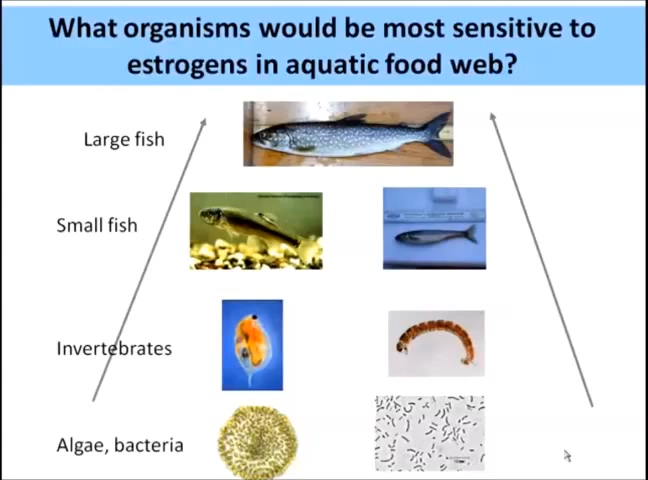 What organisms would be most sensitive to
estrogens in aquatic food web?
Large fish
Small fish
Invertebrates
Algae, bacteria